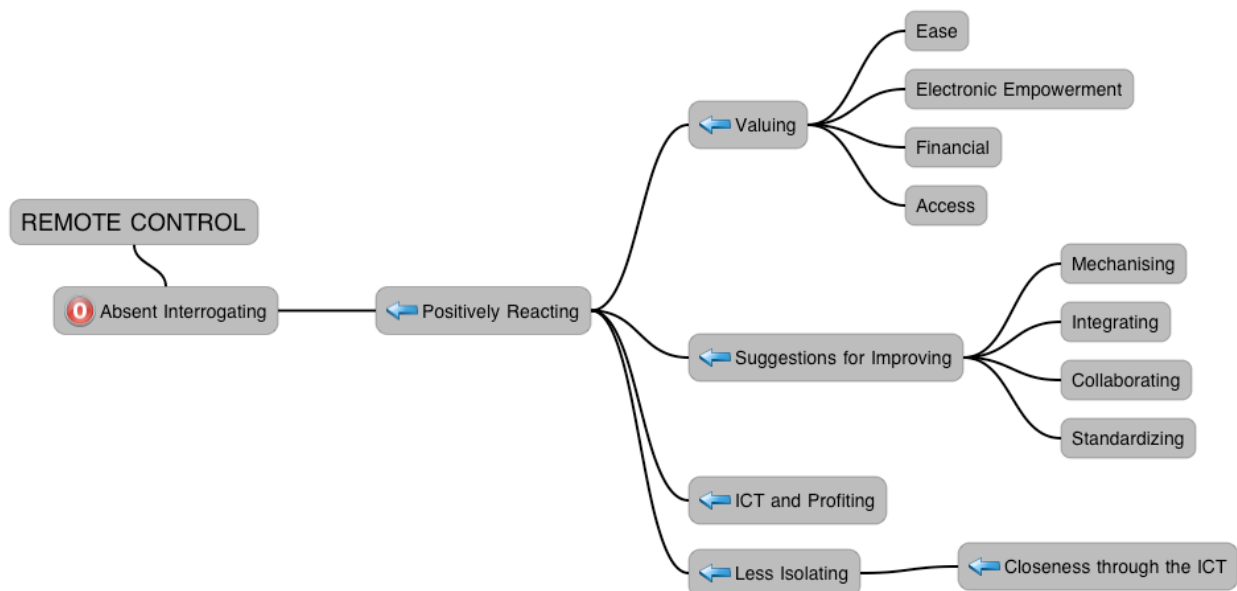 REMOTE CONTROL
0 Absent Interrogating
Positively Reacting
Valuing
Ease
Electronic Empowerment
Financial
Access
Suggestions for Improving
Mechanising
Integrating
Collaborating
Standardizing
ICT and Profiting
Less Isolating
Closeness through the ICT